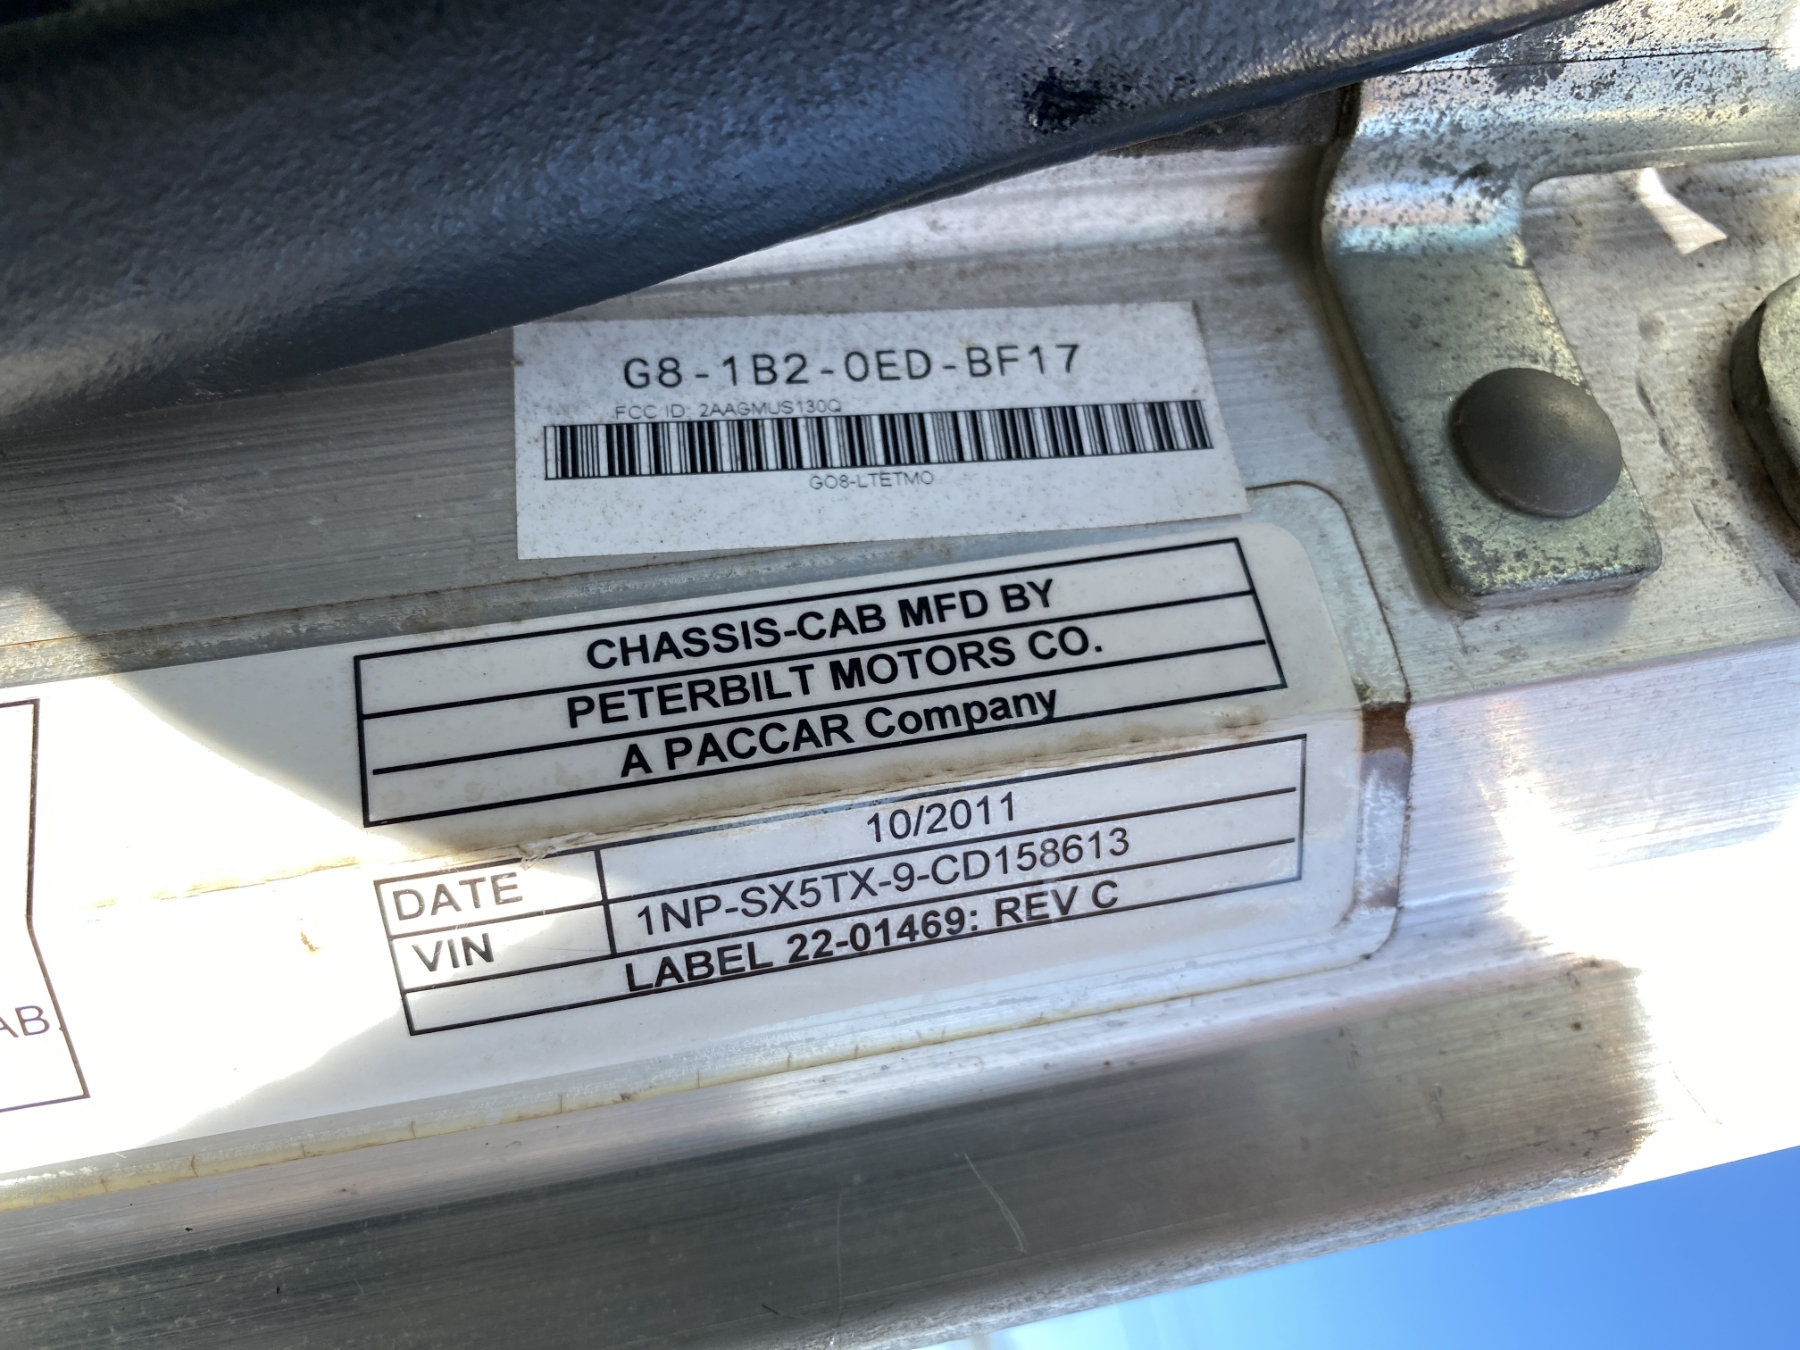 G8-1B2-0ED-BF17
FCC ID: 2AAGMUS130Q
GO8-LTETMO
CHASSIS-CAB MFD BY
PETERBILT MOTORS CO.
A PACCAR Company
DATE 10/2011
VIN 1NP-SX5TX-9-CD158613
LABEL 22-01469: REV C
AB